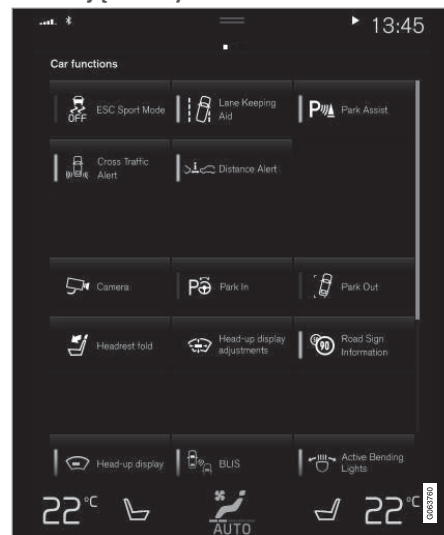 13:45
Car functions
OFF
ESC Sport Mode
Lane Keeping
Aid
P
Park Assist
Cross Traffic
Alert
Distance Alert
Camera
P
Park In
Park Out
Headrest fold
Head-up display
adjustments
90
Road Sign
Information
Head-up display
BLIS
Active Bending
Lights
22°C
AUTO
22°C
G063760